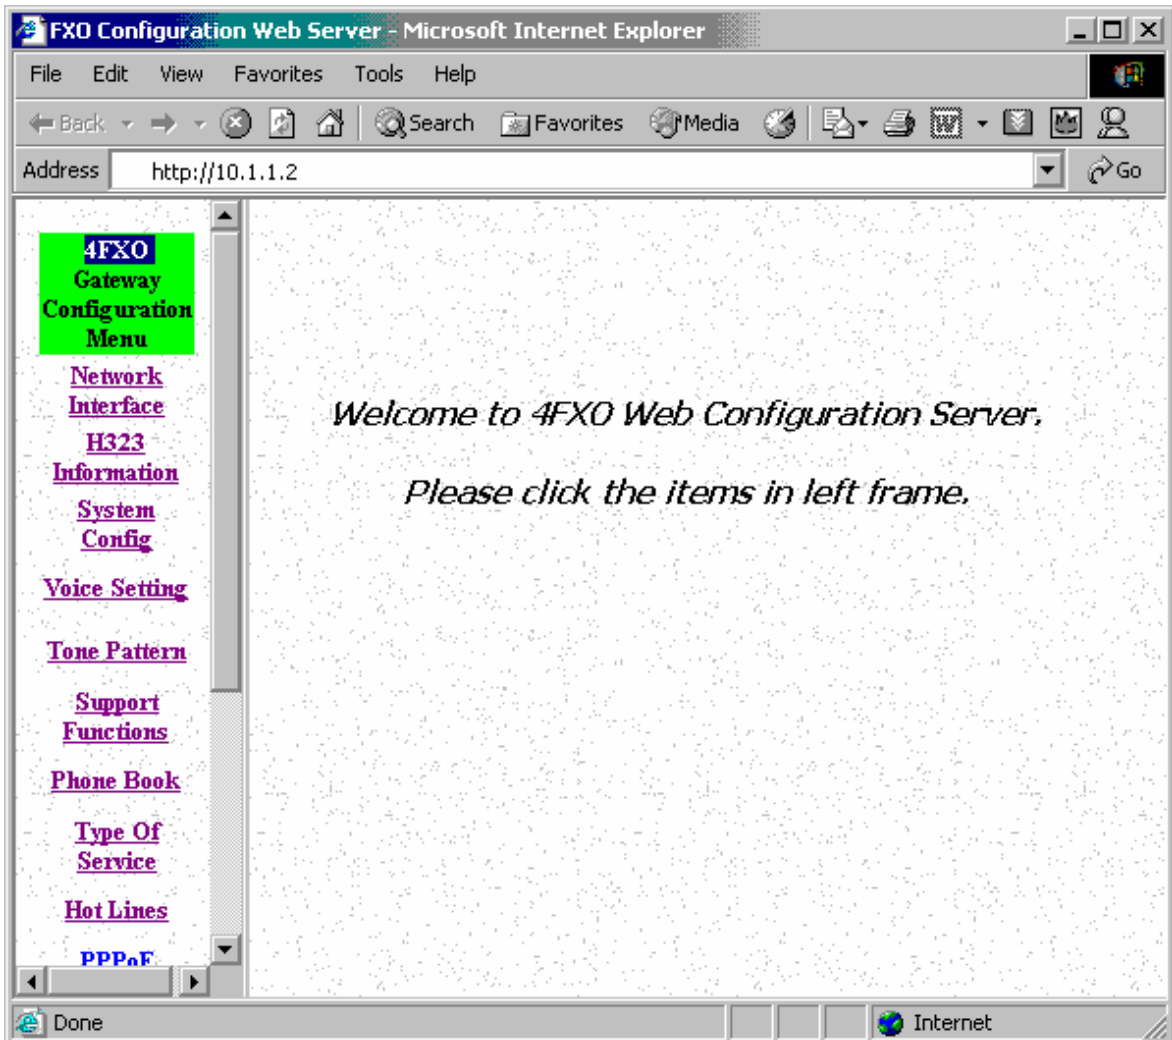 FXO Configuration Web Server - Microsoft Internet Explorer
File Edit View Favorites Tools Help
Back Search Favorites Media
Address http://10.1.1.2 Go
4FXO
Gateway
Configuration
Menu
Network
Interface
H323
Information
System
Config
Voice Setting
Tone Pattern
Support
Functions
Phone Book
Type Of
Service
Hot Lines
PPPoE
Welcome to 4FXO Web Configuration Server.
Please click the items in left frame.
Done Internet